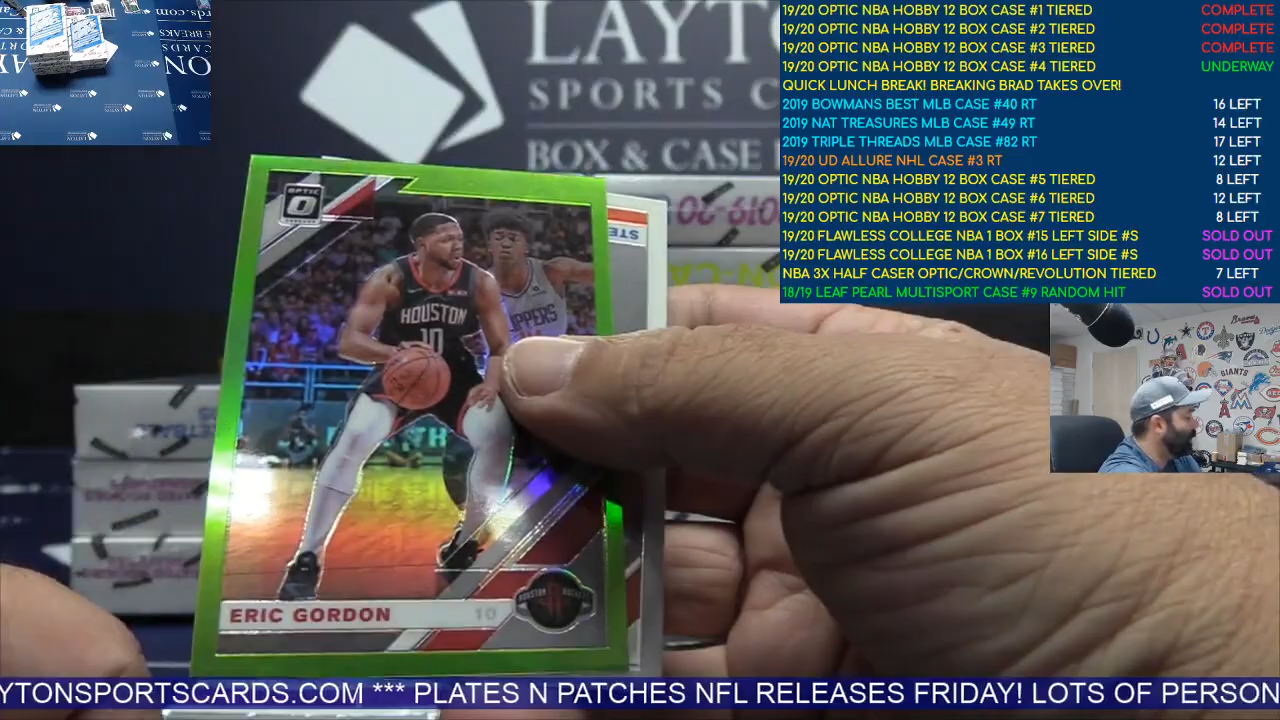 LAYTON
SPORTS C
BOX & CASE
19/20 OPTIC NBA HOBBY 12 BOX CASE #1 TIERED COMPLETE
19/20 OPTIC NBA HOBBY 12 BOX CASE #2 TIERED COMPLETE
19/20 OPTIC NBA HOBBY 12 BOX CASE #3 TIERED COMPLETE
19/20 OPTIC NBA HOBBY 12 BOX CASE #4 TIERED UNDERWAY
QUICK LUNCH BREAK! BREAKING BRAD TAKES OVER!
2019 BOWMANS BEST MLB CASE #40 RT 16 LEFT
2019 NAT TREASURES MLB CASE #49 RT 14 LEFT
2019 TRIPLE THREADS MLB CASE #82 RT 17 LEFT
19/20 UD ALLURE NHL CASE #3 RT 12 LEFT
19/20 OPTIC NBA HOBBY 12 BOX CASE #5 TIERED 8 LEFT
19/20 OPTIC NBA HOBBY 12 BOX CASE #6 TIERED 12 LEFT
19/20 OPTIC NBA HOBBY 12 BOX CASE #7 TIERED 8 LEFT
19/20 FLAWLESS COLLEGE NBA 1 BOX #15 LEFT SIDE #S SOLD OUT
19/20 FLAWLESS COLLEGE NBA 1 BOX #16 LEFT SIDE #S SOLD OUT
NBA 3X HALF CASER OPTIC/CROWN/REVOLUTION TIERED 7 LEFT
18/19 LEAF PEARL MULTISPORT CASE #9 RANDOM HIT SOLD OUT
OPTIC
HOUSTON
10
CLIPPERS
ERIC GORDON 10
HOUSTON ROCKETS
GIANTS
YTONSPORTSCARDS.COM *** PLATES N PATCHES NFL RELEASES FRIDAY! LOTS OF PERSON